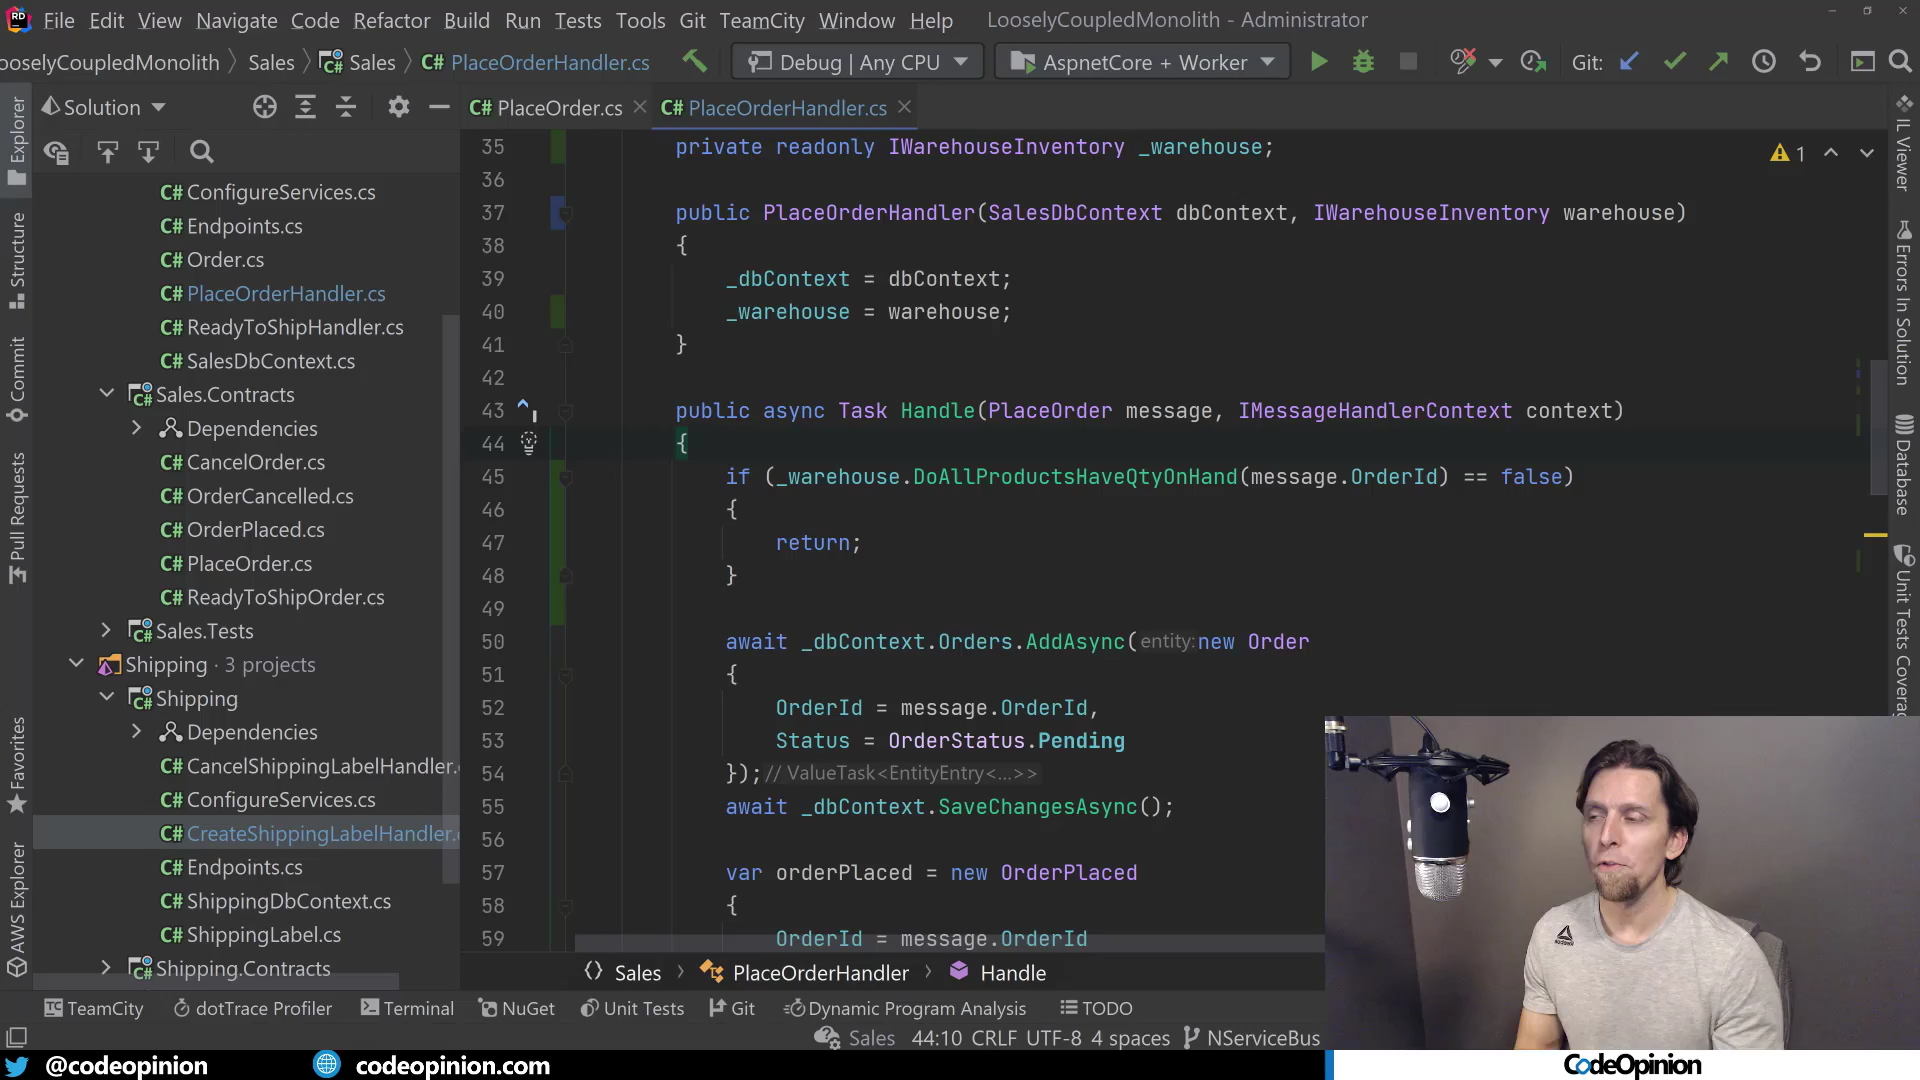 File Edit View Navigate Code Refactor Build Run Tests Tools Git TeamCity Window Help LooselyCoupledMonolith - Administrator
ooselyCoupledMonolith Sales Sales C# PlaceOrderHandler.cs Debug | Any CPU AspnetCore + Worker Git:
Solution
C# PlaceOrder.cs C# PlaceOrderHandler.cs
Explorer
Structure
Commit
Pull Requests
Favorites
AWS Explorer
C# ConfigureServices.cs
C# Endpoints.cs
C# Order.cs
C# PlaceOrderHandler.cs
C# ReadyToShipHandler.cs
C# SalesDbContext.cs
C# Sales.Contracts
Dependencies
C# CancelOrder.cs
C# OrderCancelled.cs
C# OrderPlaced.cs
C# PlaceOrder.cs
C# ReadyToShipOrder.cs
C# Sales.Tests
Shipping · 3 projects
C# Shipping
Dependencies
C# CancelShippingLabelHandler.
C# ConfigureServices.cs
C# CreateShippingLabelHandler.
C# Endpoints.cs
C# ShippingDbContext.cs
C# ShippingLabel.cs
C# Shipping.Contracts
35 private readonly IWarehouseInventory _warehouse;
36
37 public PlaceOrderHandler(SalesDbContext dbContext, IWarehouseInventory warehouse)
38 {
39 _dbContext = dbContext;
40 _warehouse = warehouse;
41 }
42
43 public async Task Handle(PlaceOrder message, IMessageHandlerContext context)
44 {
45 if (_warehouse.DoAllProductsHaveQtyOnHand(message.OrderId) == false)
46 {
47 return;
48 }
49
50 await _dbContext.Orders.AddAsync(entity:new Order
51 {
52 OrderId = message.OrderId,
53 Status = OrderStatus.Pending
54 });// ValueTask<EntityEntry<...>>
55 await _dbContext.SaveChangesAsync();
56
57 var orderPlaced = new OrderPlaced
58 {
59 OrderId = message.OrderId
1
IL Viewer
Errors In Solution
Database
Unit Tests Coverag
Sales PlaceOrderHandler Handle
TeamCity dotTrace Profiler Terminal NuGet Unit Tests Git Dynamic Program Analysis TODO
Sales 44:10 CRLF UTF-8 4 spaces NServiceBus
@codeopinion codeopinion.com
CodeOpinion